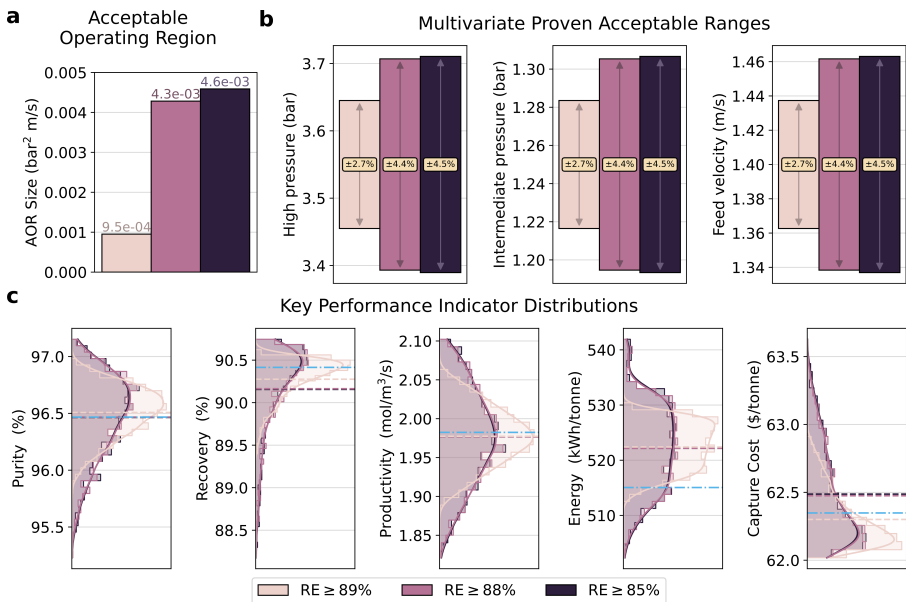 a
Acceptable
Operating Region
b
Multivariate Proven Acceptable Ranges
AOR Size (bar² m/s)
0.005
0.004
0.003
0.002
0.001
0.000
9.5e-04
4.3e-03
4.6e-03
High pressure (bar)
3.7
3.6
3.5
3.4
±2.7%
±4.4%
±4.5%
Intermediate pressure (bar)
1.30
1.28
1.26
1.24
1.22
1.20
±2.7%
±4.4%
±4.5%
Feed velocity (m/s)
1.46
1.44
1.42
1.40
1.38
1.36
1.34
±2.7%
±4.4%
±4.5%
c
Key Performance Indicator Distributions
Purity (%)
97.0
96.5
96.0
95.5
Recovery (%)
90.5
90.0
89.5
89.0
88.5
Productivity (mol/m³/s)
2.10
2.05
2.00
1.95
1.90
1.85
Energy (kWh/tonne)
540
530
520
510
Capture Cost ($/tonne)
63.5
63.0
62.5
62.0
RE ≥ 89%
RE ≥ 88%
RE ≥ 85%